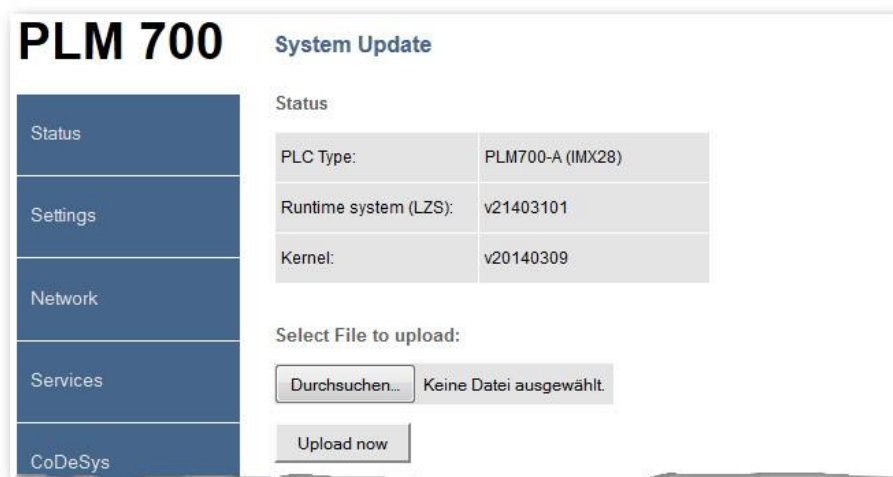 PLM 700
System Update
Status
Status
PLC Type: PLM700-A (IMX28)
Settings
Runtime system (LZS): v21403101
Kernel: v20140309
Network
Select File to upload:
Services
Durchsuchen... Keine Datei ausgewählt.
Upload now
CoDeSys